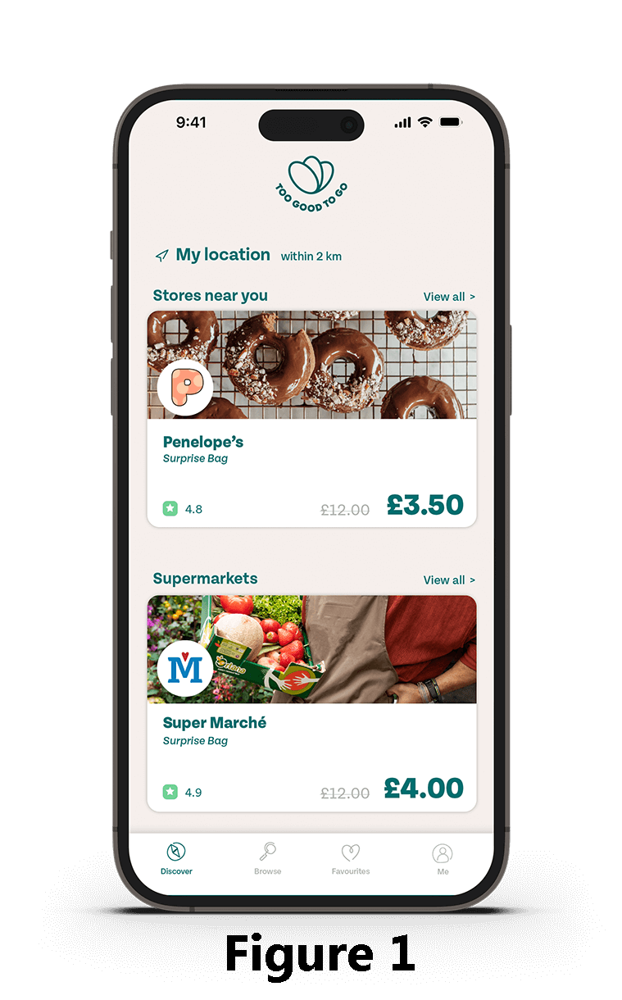 9:41
TOO GOOD TO GO
My location within 2 km
Stores near you View all >
P
Penelope’s
Surprise Bag
4.8 £12.00 £3.50
Supermarkets View all >
M
Super Marché
Surprise Bag
4.9 £12.00 £4.00
Discover Browse Favourites Me
Figure 1